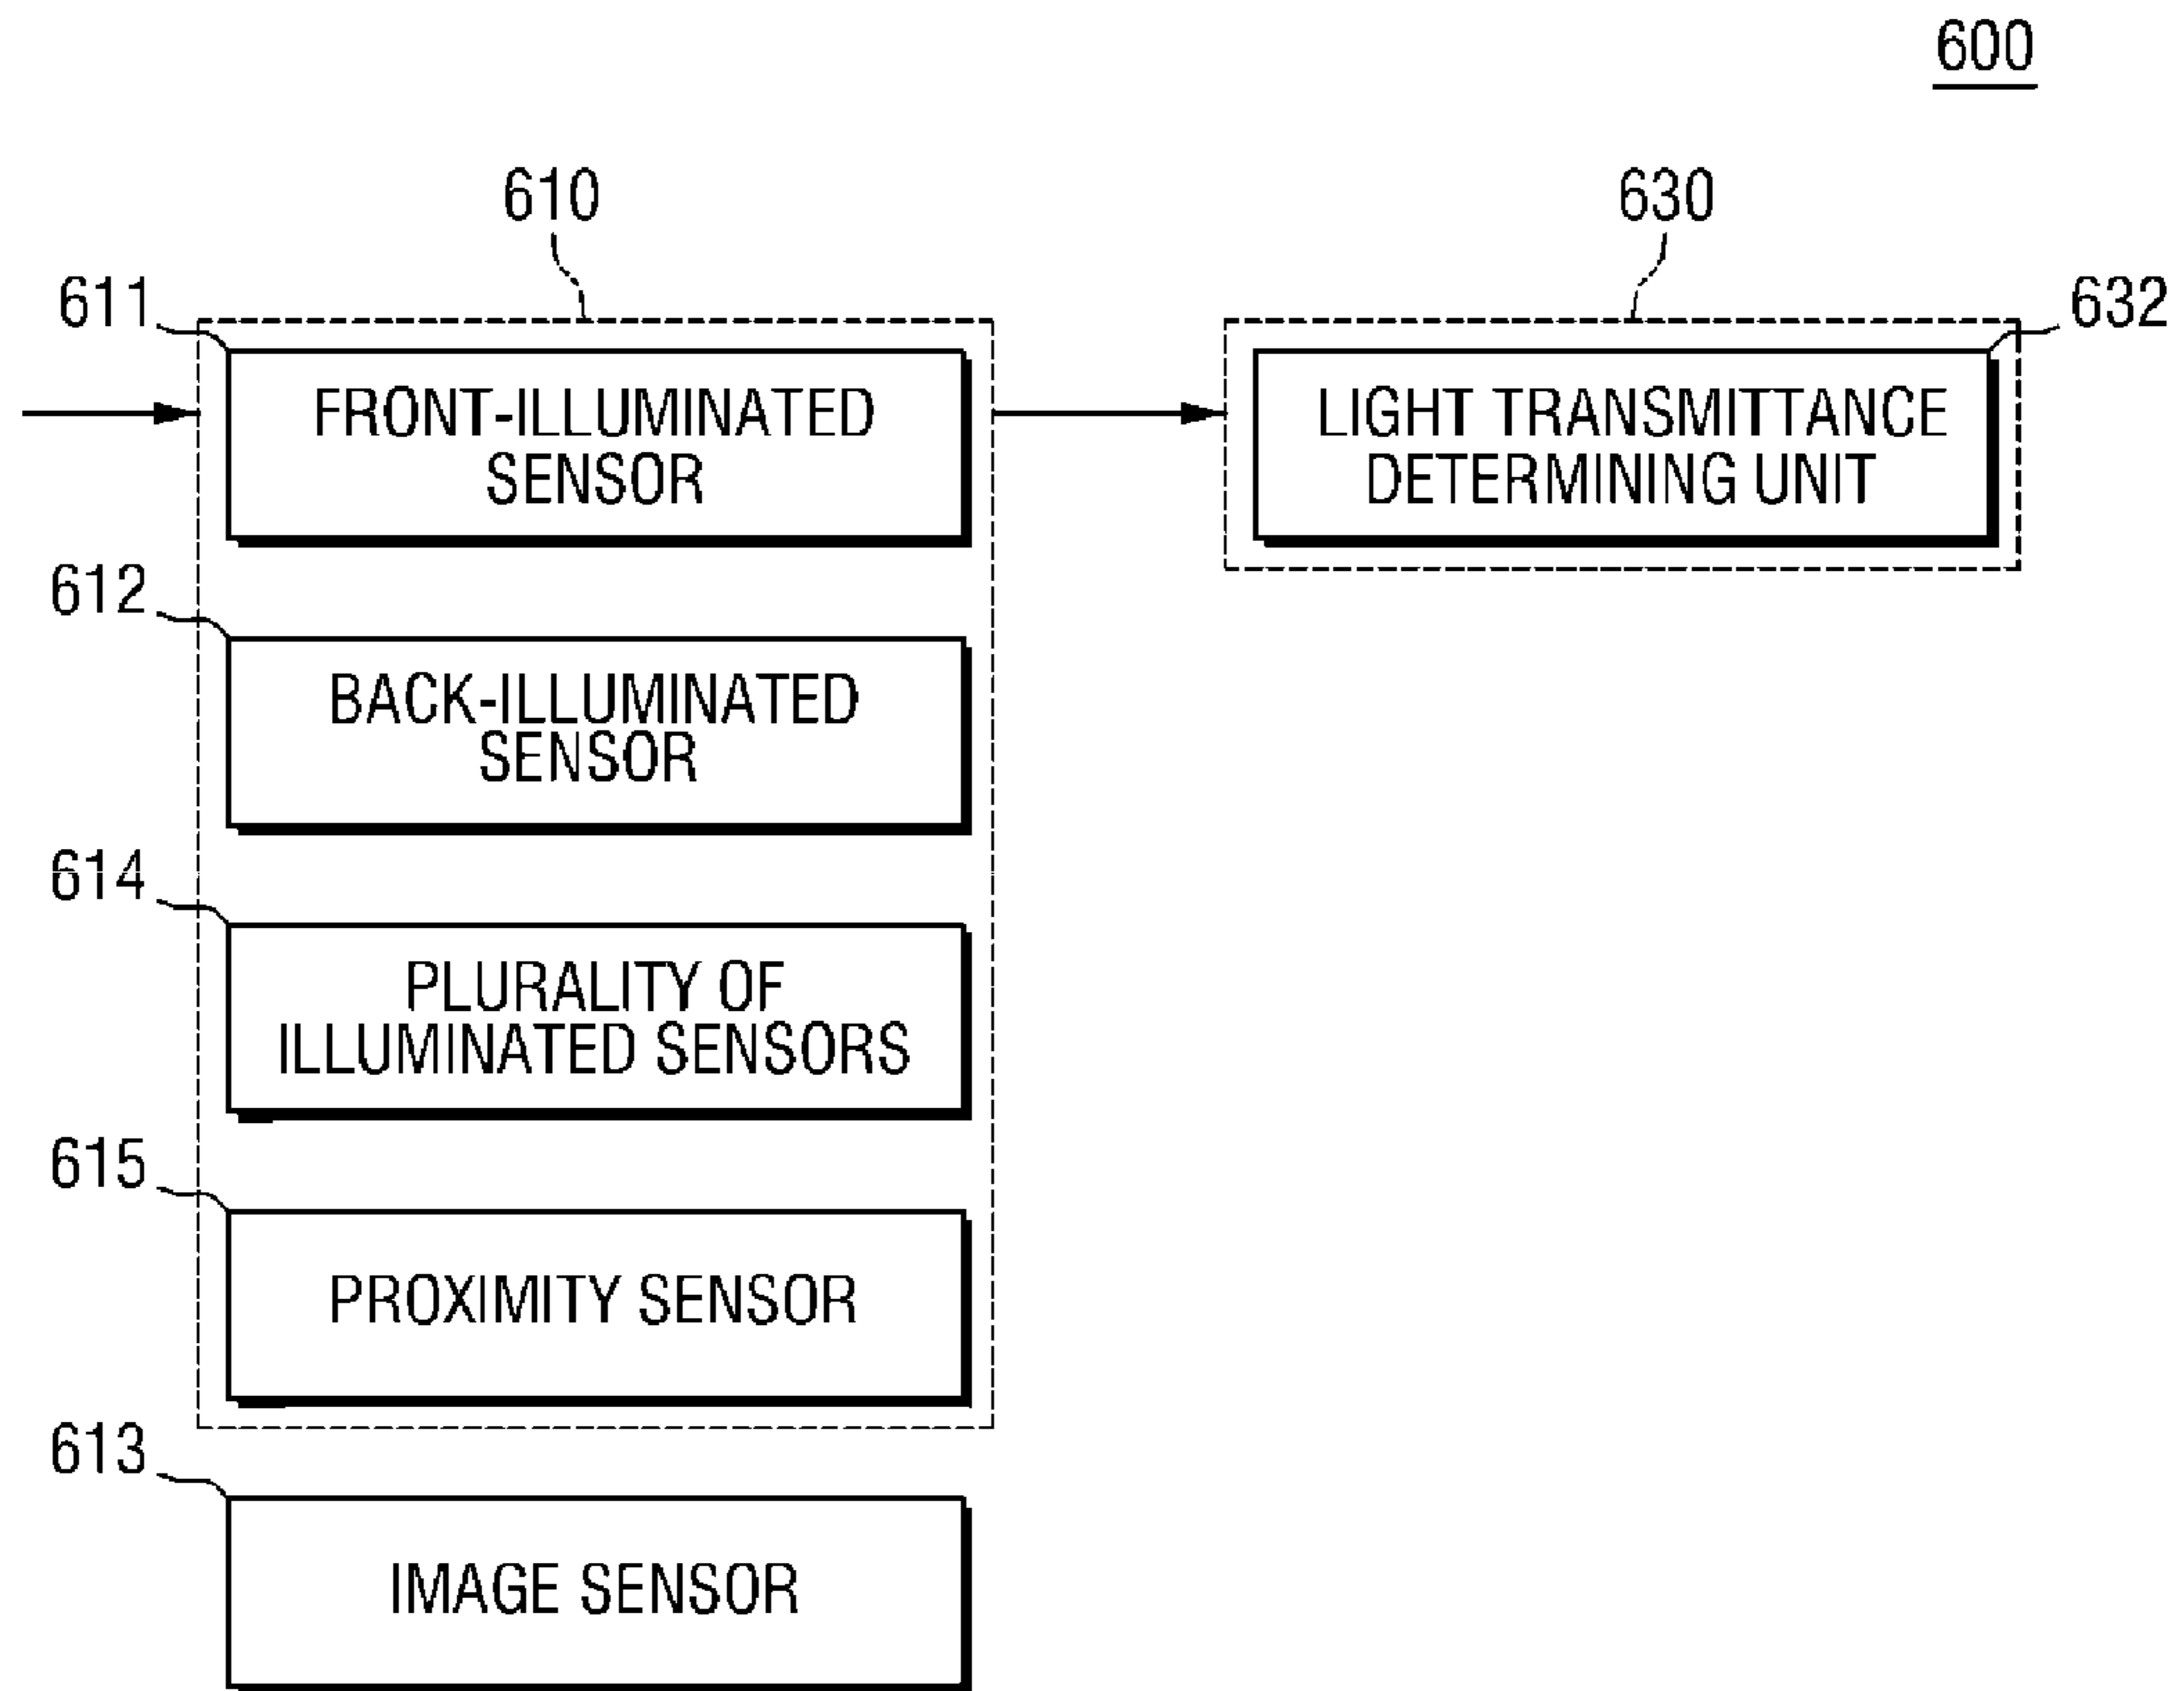 600
610
630
611
632
FRONT-ILLUMINATED
SENSOR
LIGHT TRANSMITTANCE
DETERMINING UNIT
612
BACK-ILLUMINATED
SENSOR
614
PLURALITY OF
ILLUMINATED SENSORS
615
PROXIMITY SENSOR
613
IMAGE SENSOR